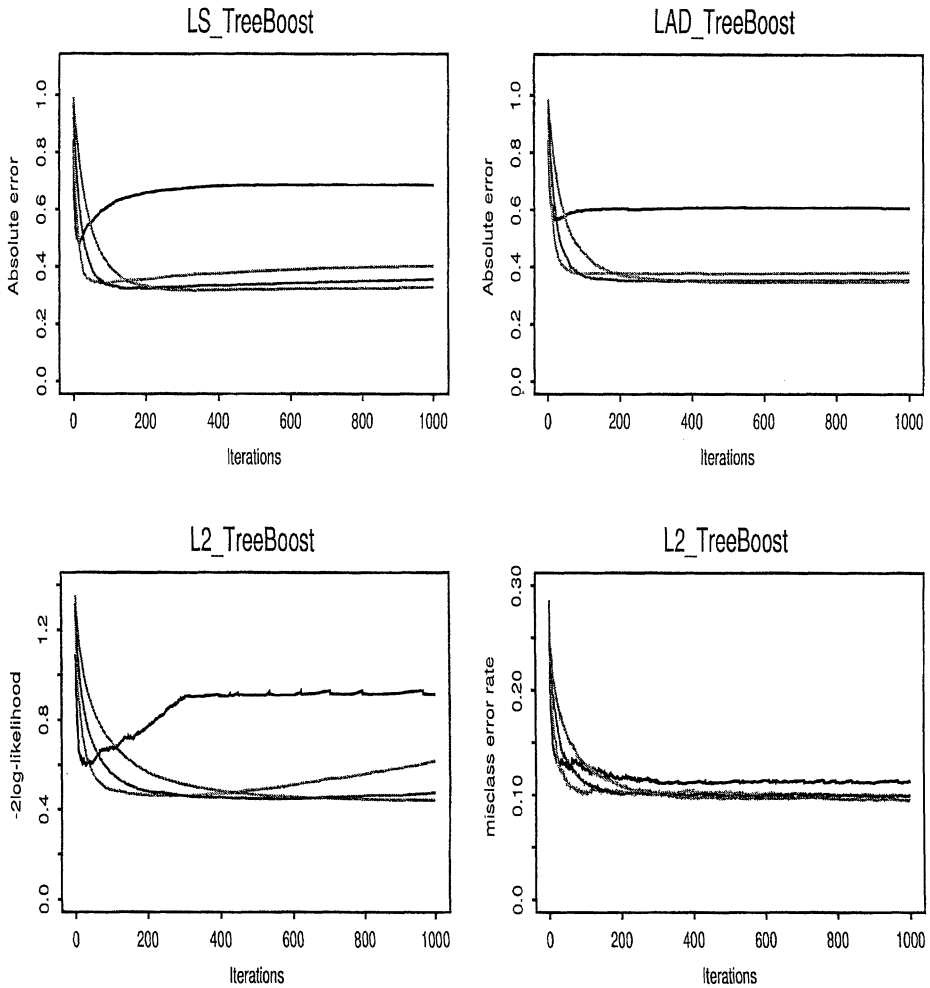 LS_TreeBoost
Absolute error
1.0
0.8
0.6
0.4
0.2
0.0
0 200 400 600 800 1000
Iterations
LAD_TreeBoost
Absolute error
1.0
0.8
0.6
0.4
0.2
0.0
0 200 400 600 800 1000
Iterations
L2_TreeBoost
-2log-likelihood
1.2
0.8
0.4
0.0
0 200 400 600 800 1000
Iterations
L2_TreeBoost
misclass error rate
0.30
0.20
0.10
0.0
0 200 400 600 800 1000
Iterations